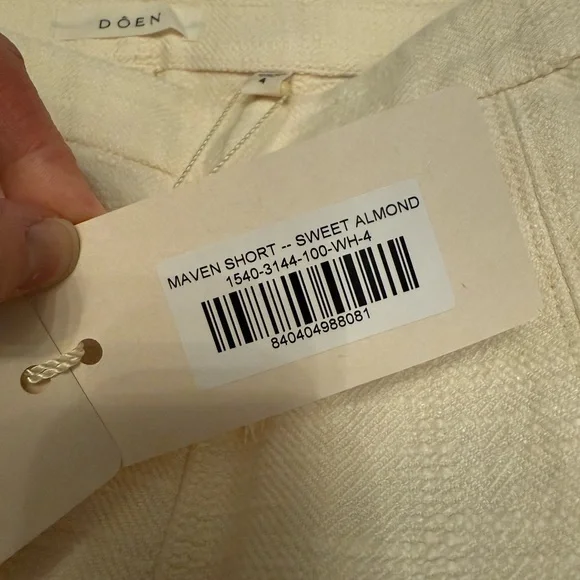 DÔEN
4
MAVEN SHORT -- SWEET ALMOND
1540-3144-100-WH-4
840404988081